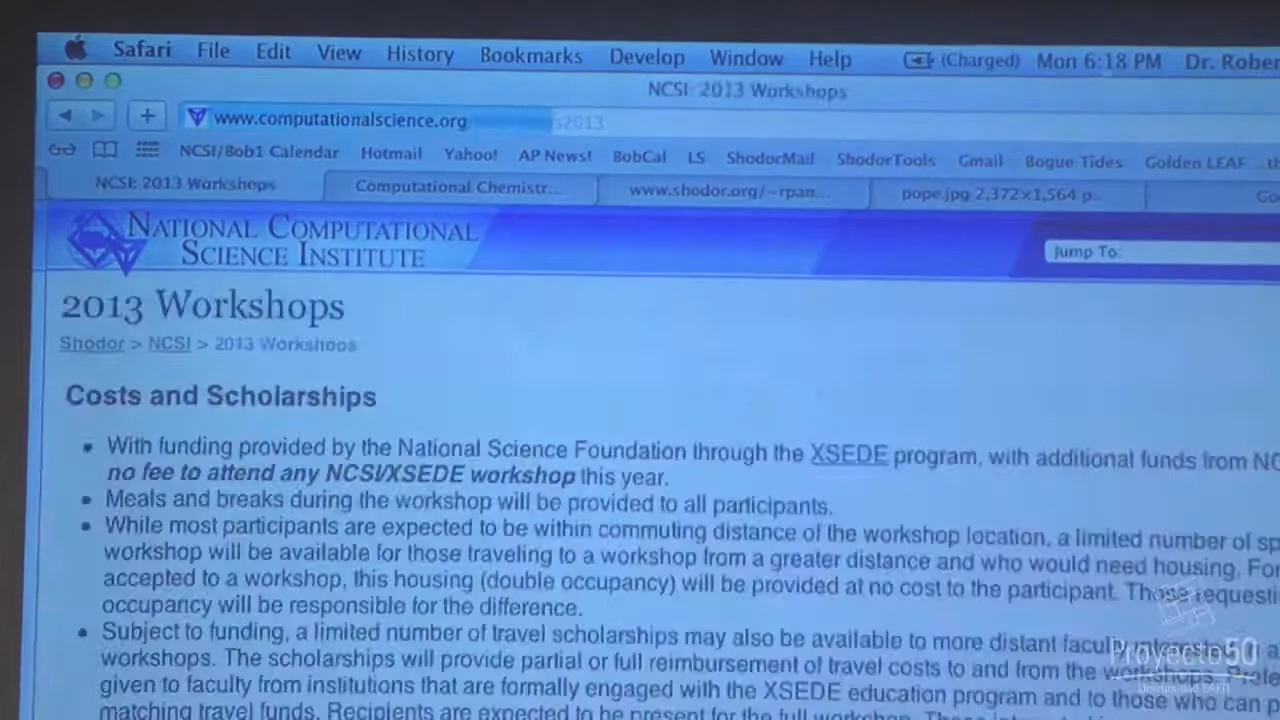 Safari File Edit View History Bookmarks Develop Window Help (Charged) Mon 6:18 PM Dr. Rober
NCSI: 2013 Workshops
www.computationalscience.org s2013
NCSI/Bob1 Calendar Hotmail Yahoo! AP News! BobCal LS ShodorMail ShodorTools Gmail Bogue Tides Golden LEAF ...th
NCSI: 2013 Workshops Computational Chemistr... www.shodor.org/~rpan... pope.jpg 2,372×1,564 p... Go
NATIONAL COMPUTATIONAL
SCIENCE INSTITUTE
Jump To:
2013 Workshops
Shodor > NCSI > 2013 Workshops
Costs and Scholarships
• With funding provided by the National Science Foundation through the XSEDE program, with additional funds from NC
no fee to attend any NCSI/XSEDE workshop this year.
• Meals and breaks during the workshop will be provided to all participants.
• While most participants are expected to be within commuting distance of the workshop location, a limited number of sp
workshop will be available for those traveling to a workshop from a greater distance and who would need housing. For
accepted to a workshop, this housing (double occupancy) will be provided at no cost to the participant. Those requesti
occupancy will be responsible for the difference.
• Subject to funding, a limited number of travel scholarships may also be available to more distant faculty interested in a
workshops. The scholarships will provide partial or full reimbursement of travel costs to and from the workshops. Prefe
given to faculty from institutions that are formally engaged with the XSEDE education program and to those who can p
matching travel funds. Recipients are expected to be present for the full workshop.
Proyecto50
Universidad EAFIT